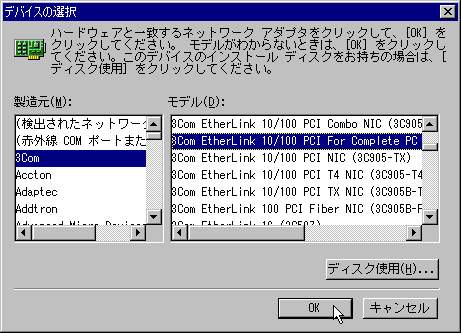 デバイスの選択
ハードウェアと一致するネットワーク アダプタをクリックして、[OK] を
クリックしてください。 モデルがわからないときは、[OK] をクリックし
てください。このデバイスのインストール ディスクをお持ちの場合は、[
ディスク使用] をクリックしてください。
製造元(M):
(検出されたネットワー
(赤外線 COM ポートまた
3Com
Accton
Adaptec
Addtron
Advanced Micro Devices
モデル(D):
3Com EtherLink 10/100 PCI Combo NIC (3C905
3Com EtherLink 10/100 PCI For Complete PC
3Com EtherLink 10/100 PCI NIC (3C905-TX)
3Com EtherLink 10/100 PCI T4 NIC (3C905-T4
3Com EtherLink 10/100 PCI TX NIC (3C905B-T
3Com EtherLink 100 PCI Fiber NIC (3C905B-F
3Com EtherLink 16 (3C507)
ディスク使用(H)...
OK
キャンセル